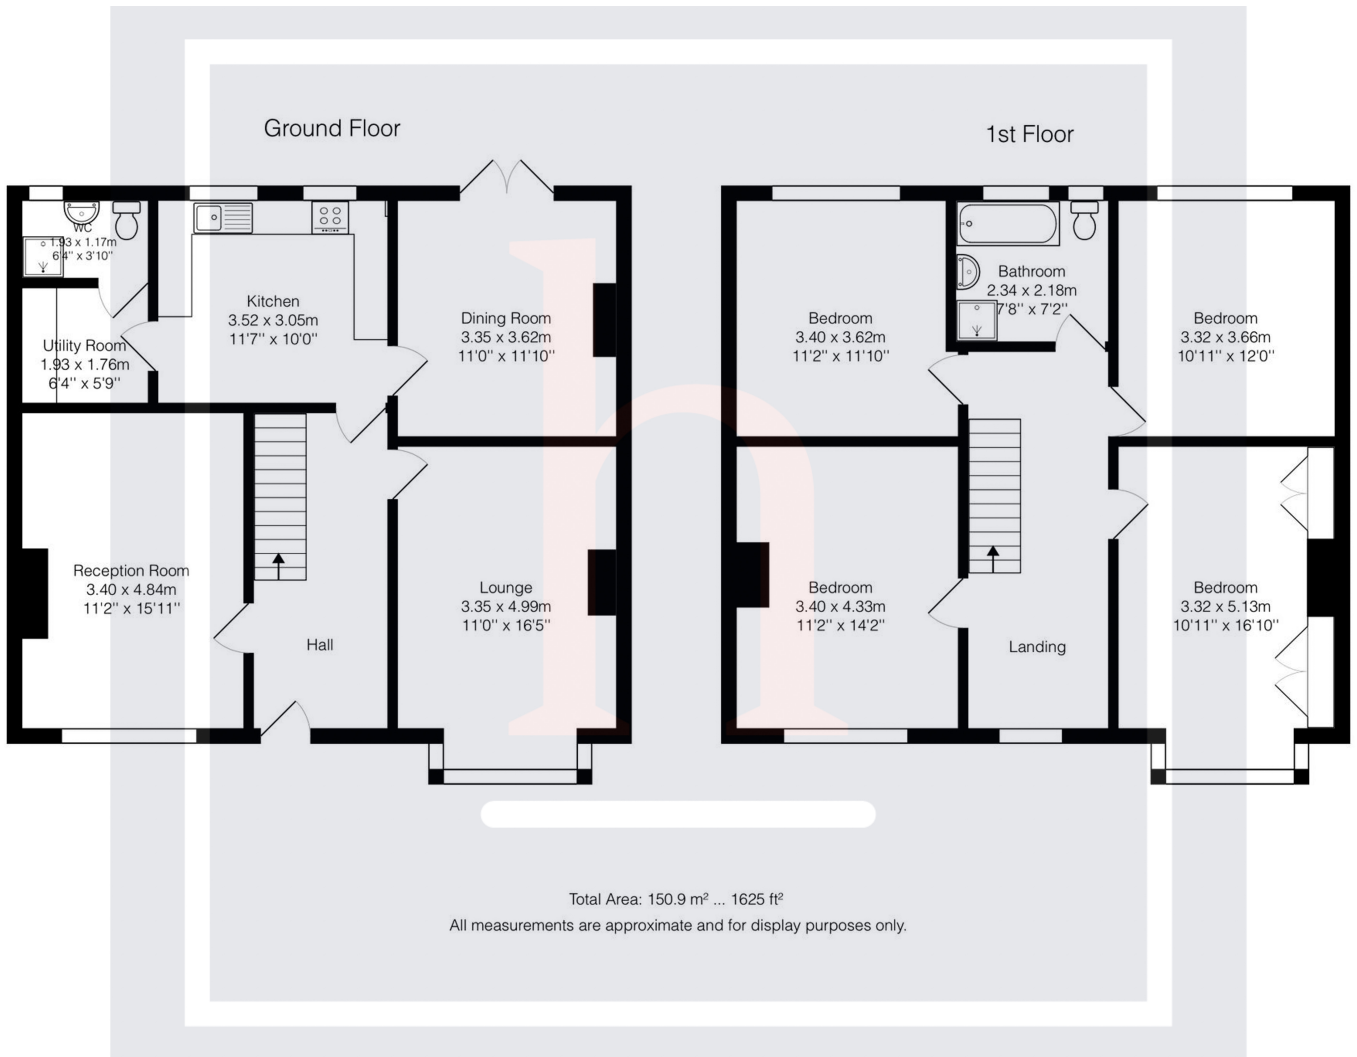 Ground Floor
WC
1.93 x 1.17m
6'4'' x 3'10''
Kitchen
3.52 x 3.05m
11'7'' x 10'0''
Dining Room
3.35 x 3.62m
11'0'' x 11'10''
Utility Room
1.93 x 1.76m
6'4'' x 5'9''
Reception Room
3.40 x 4.84m
11'2'' x 15'11''
Hall
Lounge
3.35 x 4.99m
11'0'' x 16'5''
1st Floor
Bedroom
3.40 x 3.62m
11'2'' x 11'10''
Bathroom
2.34 x 2.18m
7'8'' x 7'2''
Bedroom
3.32 x 3.66m
10'11'' x 12'0''
Bedroom
3.40 x 4.33m
11'2'' x 14'2''
Landing
Bedroom
3.32 x 5.13m
10'11'' x 16'10''
h
Total Area: 150.9 m² ... 1625 ft²
All measurements are approximate and for display purposes only.